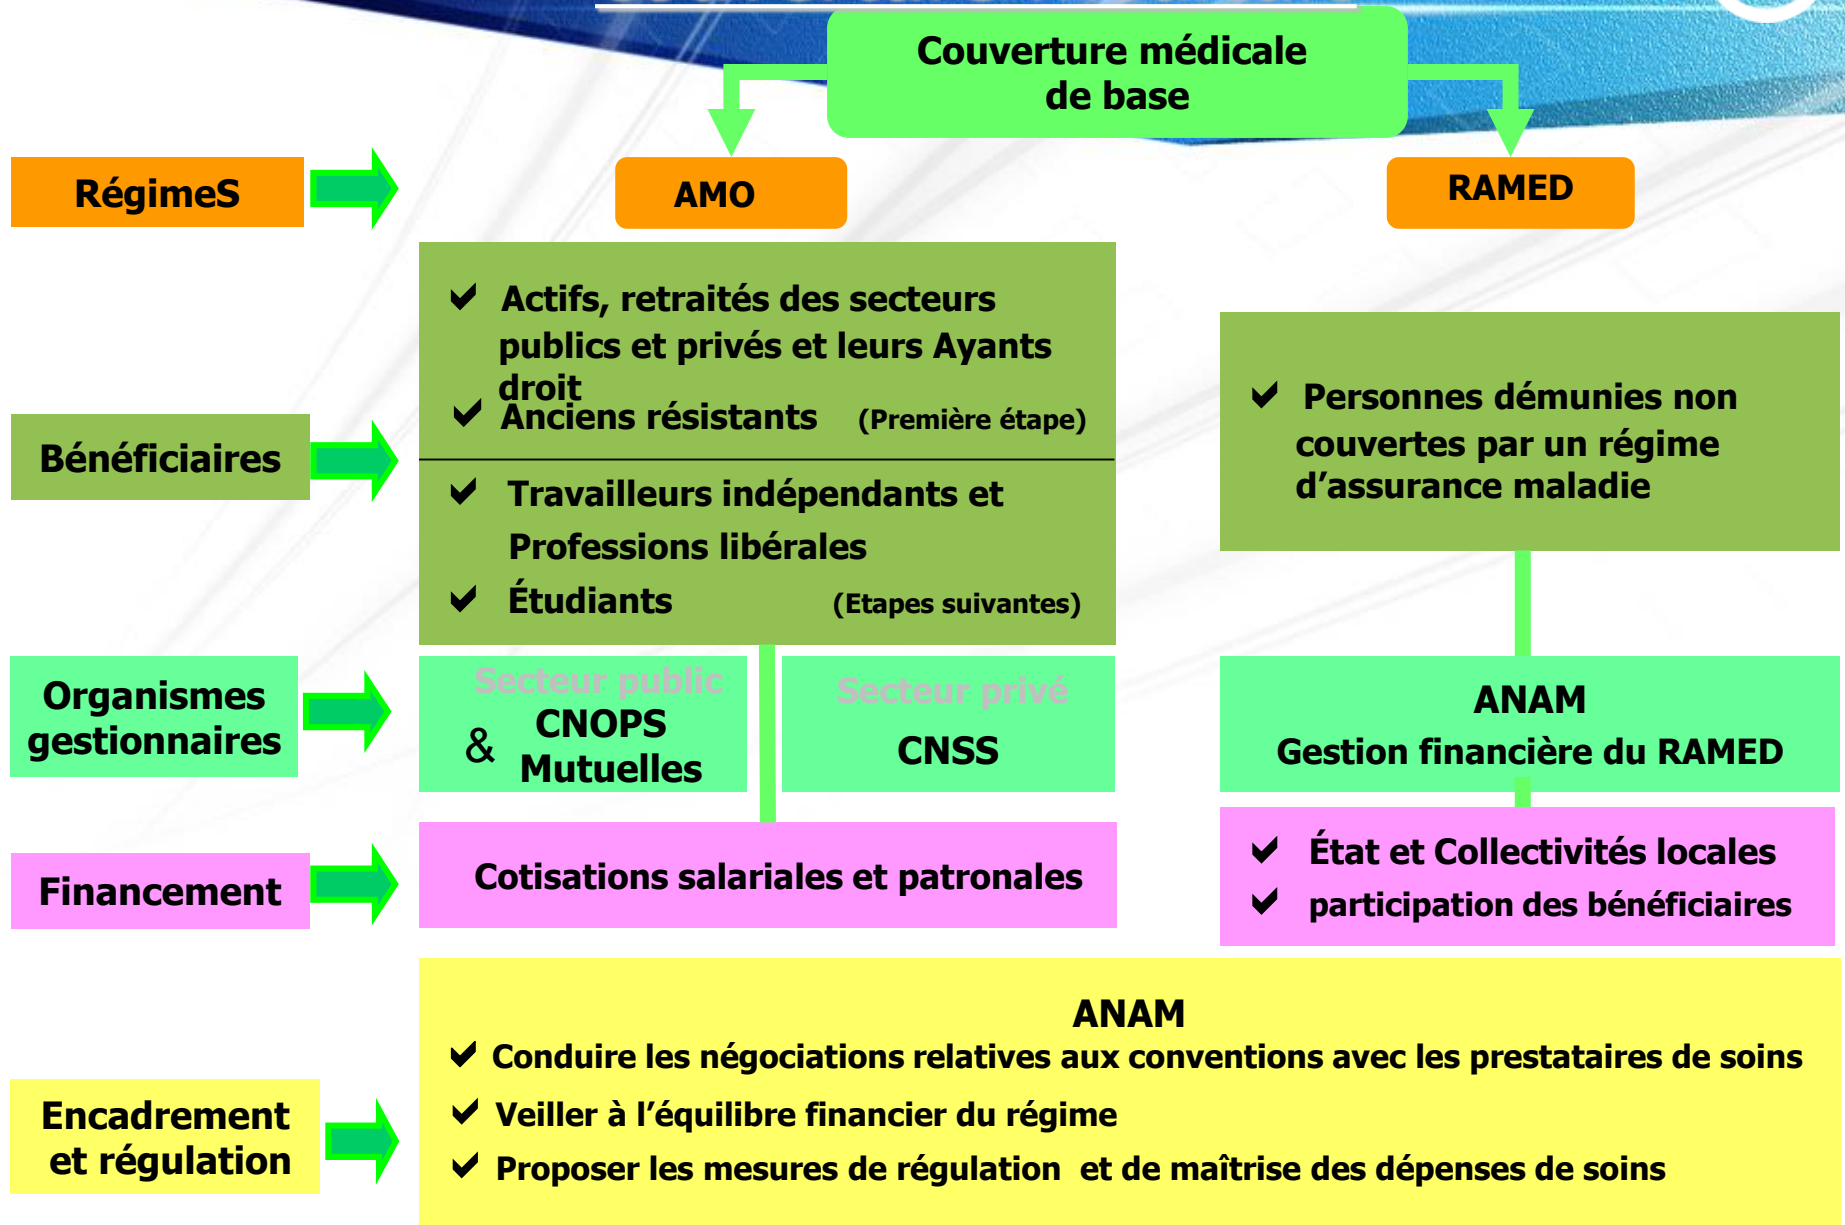 Couverture médicale
de base
RégimeS
AMO
RAMED
Bénéficiaires
✔ Actifs, retraités des secteurs
publics et privés et leurs Ayants
droit
✔ Anciens résistants (Première étape)
✔ Travailleurs indépendants et
Professions libérales
✔ Étudiants (Etapes suivantes)
✔ Personnes démunies non
couvertes par un régime
d’assurance maladie
Organismes
gestionnaires
Secteur public
CNOPS
& Mutuelles
Secteur privé
CNSS
ANAM
Gestion financière du RAMED
Financement
Cotisations salariales et patronales
✔ État et Collectivités locales
✔ participation des bénéficiaires
Encadrement
et régulation
ANAM
✔ Conduire les négociations relatives aux conventions avec les prestataires de soins
✔ Veiller à l’équilibre financier du régime
✔ Proposer les mesures de régulation et de maîtrise des dépenses de soins